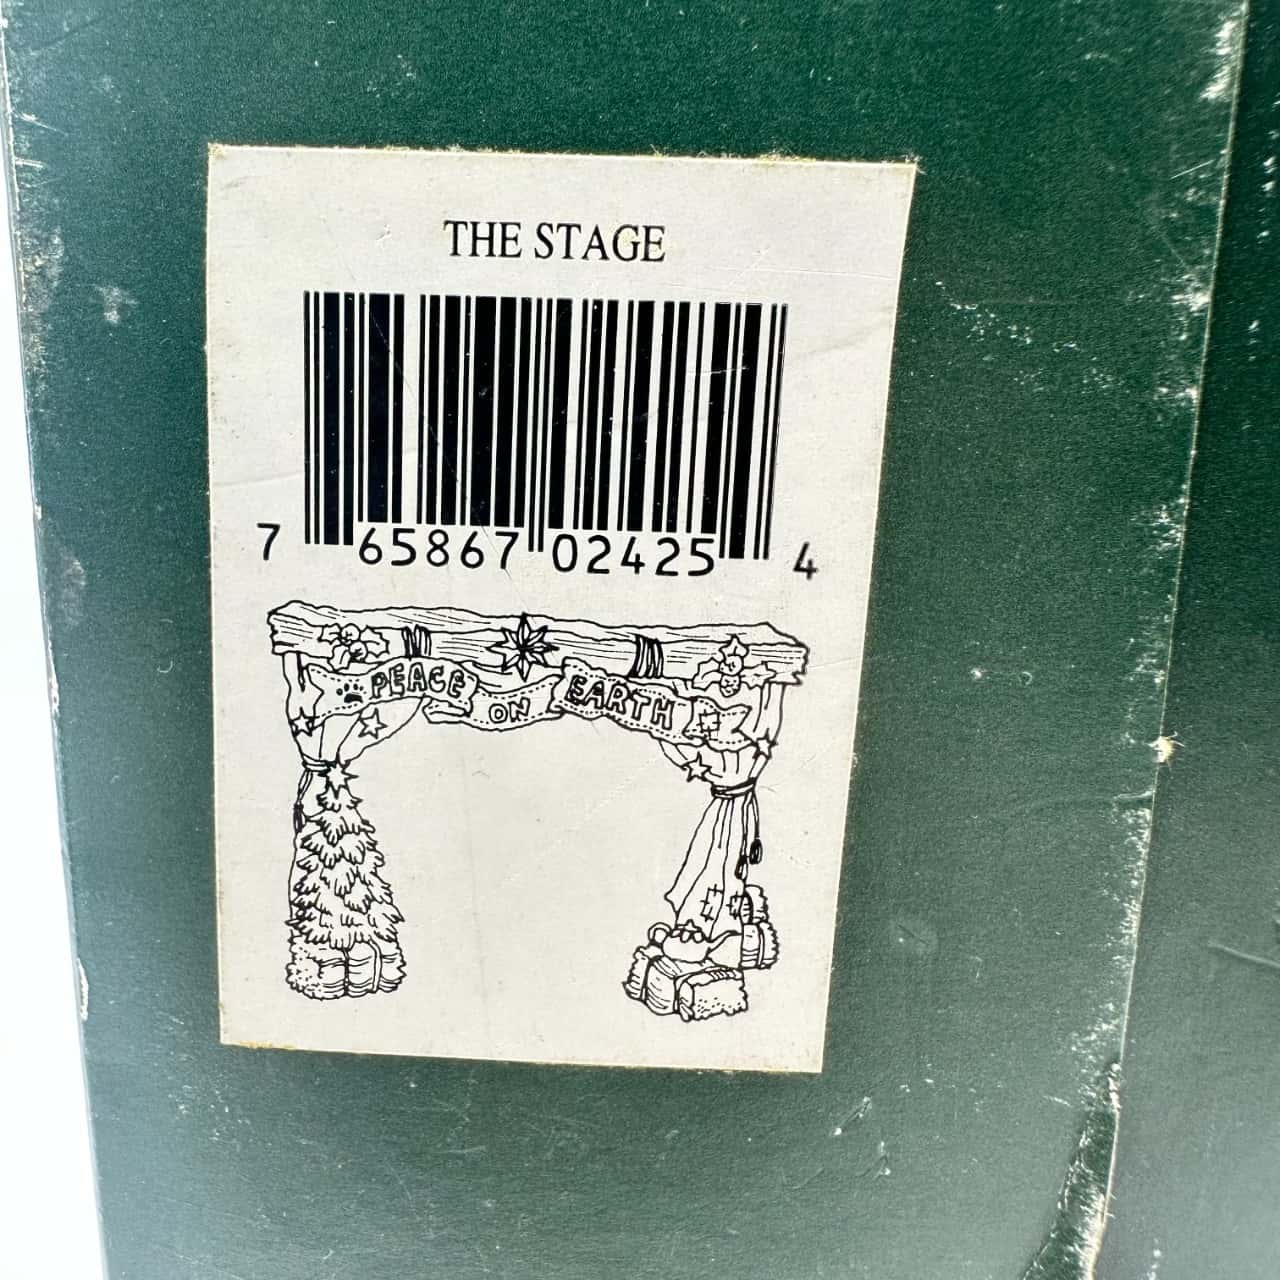 THE STAGE
7 65867 02425 4
PEACE ON EARTH